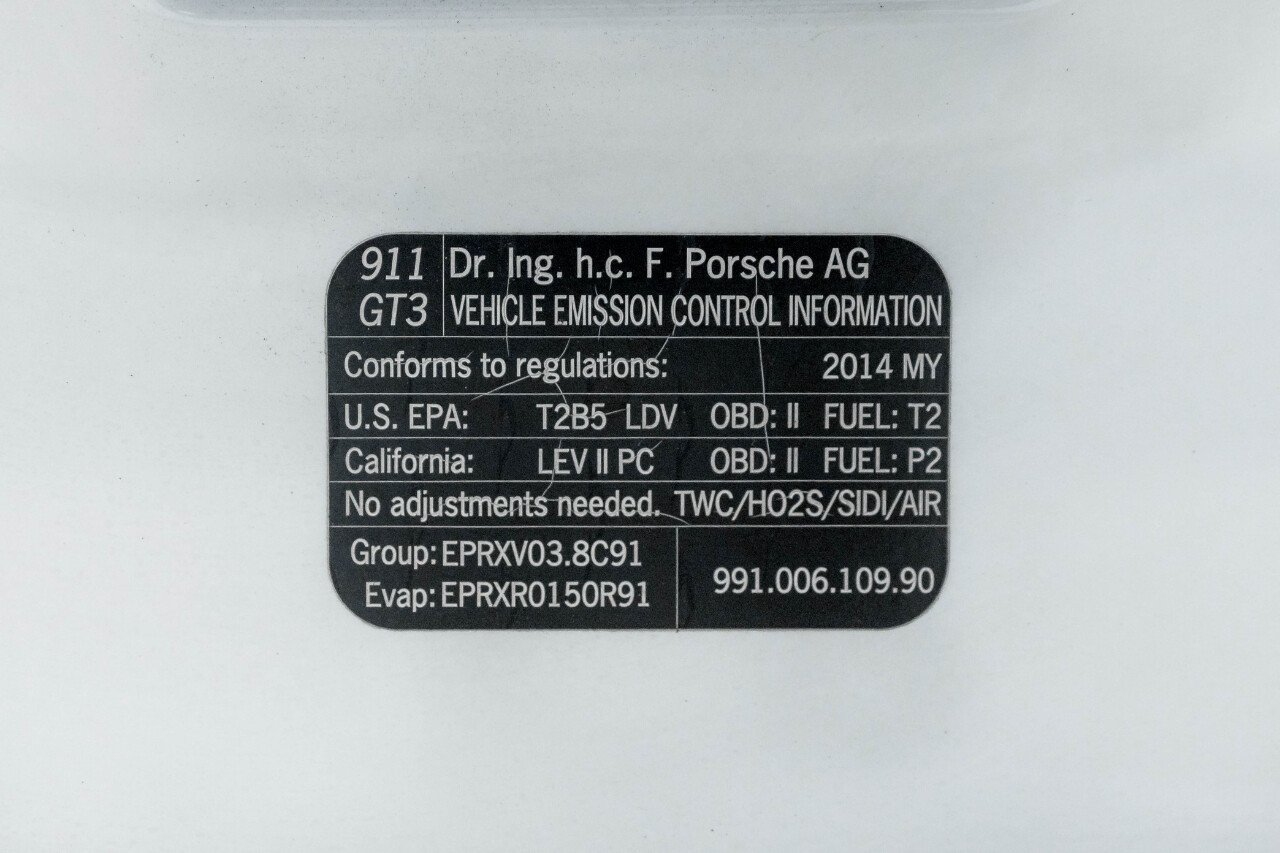 911
GT3
Dr. Ing. h.c. F. Porsche AG
VEHICLE EMISSION CONTROL INFORMATION
Conforms to regulations: 2014 MY
U.S. EPA: T2B5 LDV OBD: II FUEL: T2
California: LEV II PC OBD: II FUEL: P2
No adjustments needed. TWC/HO2S/SIDI/AIR
Group: EPRXV03.8C91
Evap: EPRXR0150R91
991.006.109.90